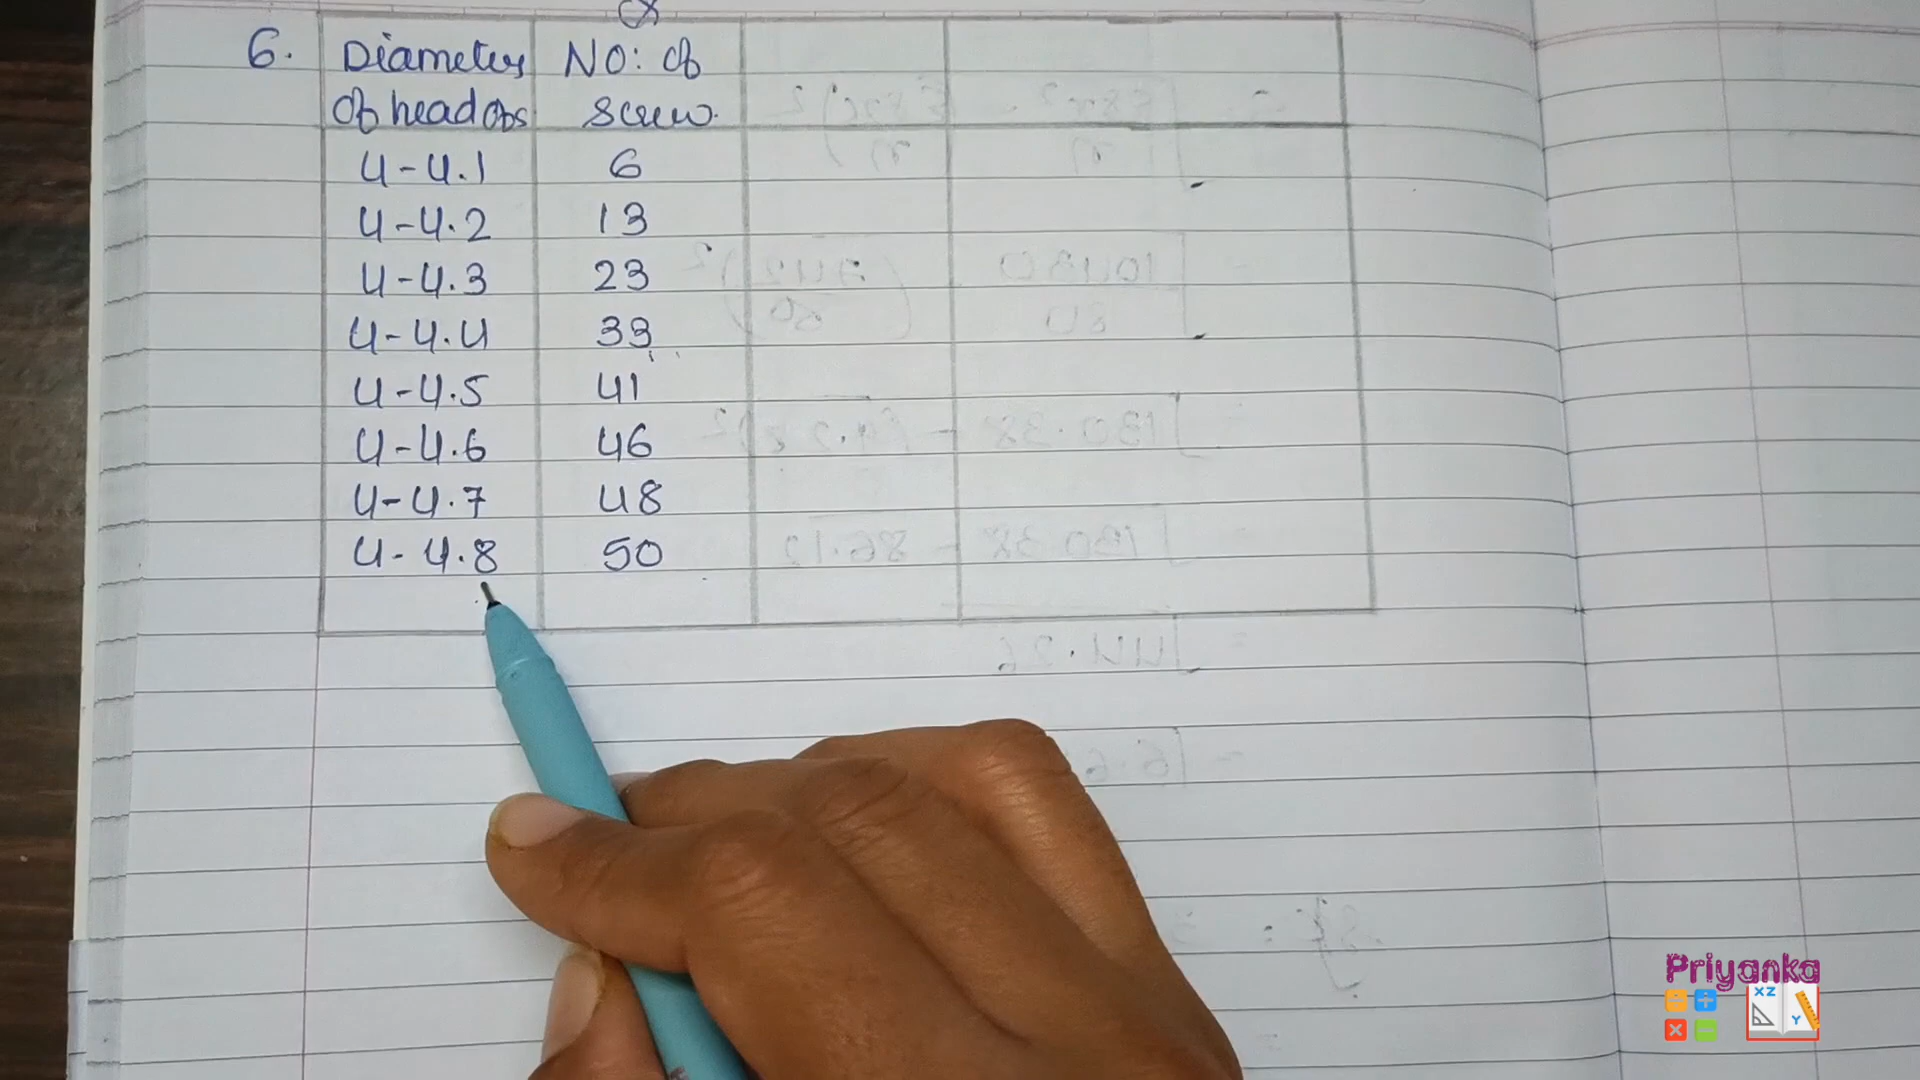 6. Diameter NO: of
of head obs screw.
4-4.1 6
4-4.2 13
4-4.3 23
4-4.4 33
4-4.5 41
4-4.6 46
4-4.7 48
4-4.8 50
Priyanka
XZ
Y